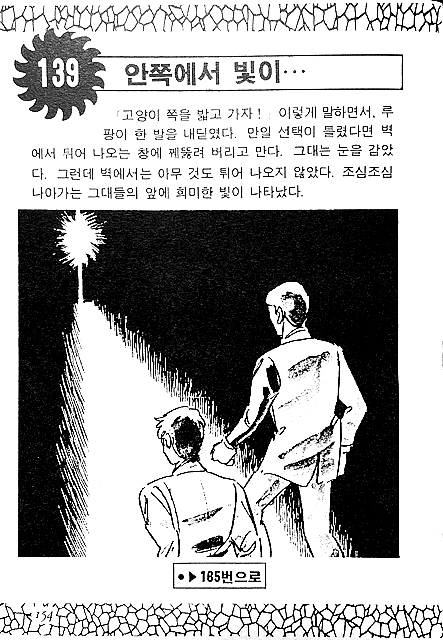 139 안쪽에서 빛이…
「고양이 쪽을 밟고 가자!」 이렇게 말하면서, 루
팡이 한 발을 내딛였다. 만일 선택이 틀렸다면 벽
에서 튀어 나오는 창에 꿰뚫려 버리고 만다. 그대는 눈을 감았
다. 그런데 벽에서는 아무 것도 튀어 나오지 않았다. 조심조심
나아가는 그대들의 앞에 희미한 빛이 나타났다.
●▶185번으로
154